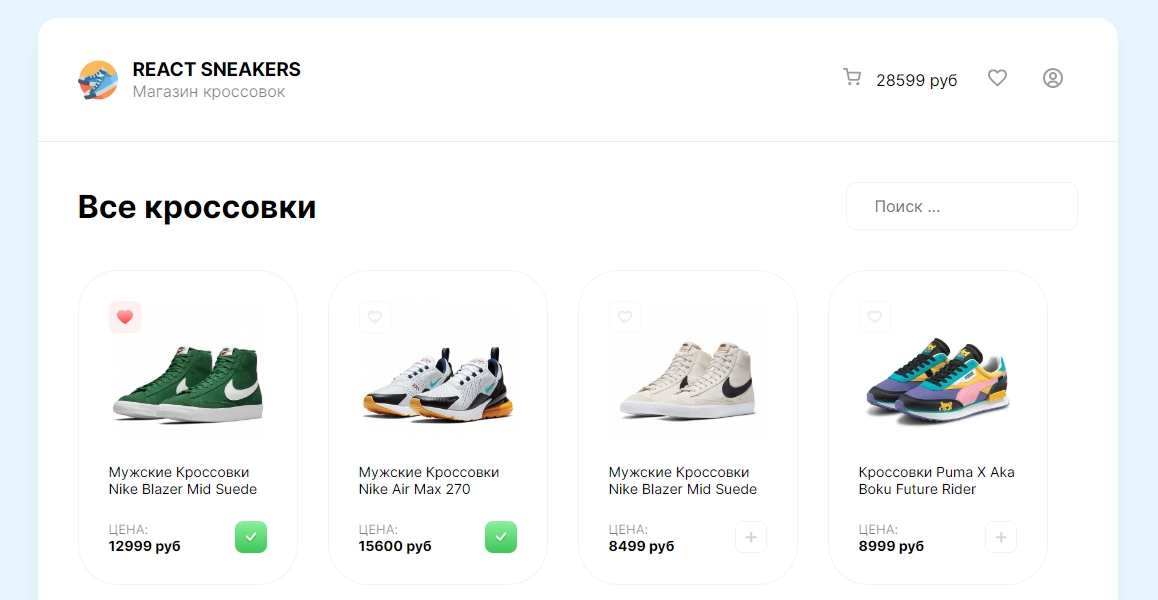 REACT SNEAKERS
Магазин кроссовок
28599 руб
Все кроссовки
Поиск ...
Мужские Кроссовки
Nike Blazer Mid Suede
ЦЕНА:
12999 руб
Мужские Кроссовки
Nike Air Max 270
ЦЕНА:
15600 руб
Мужские Кроссовки
Nike Blazer Mid Suede
ЦЕНА:
8499 руб
Кроссовки Puma X Aka
Boku Future Rider
ЦЕНА:
8999 руб